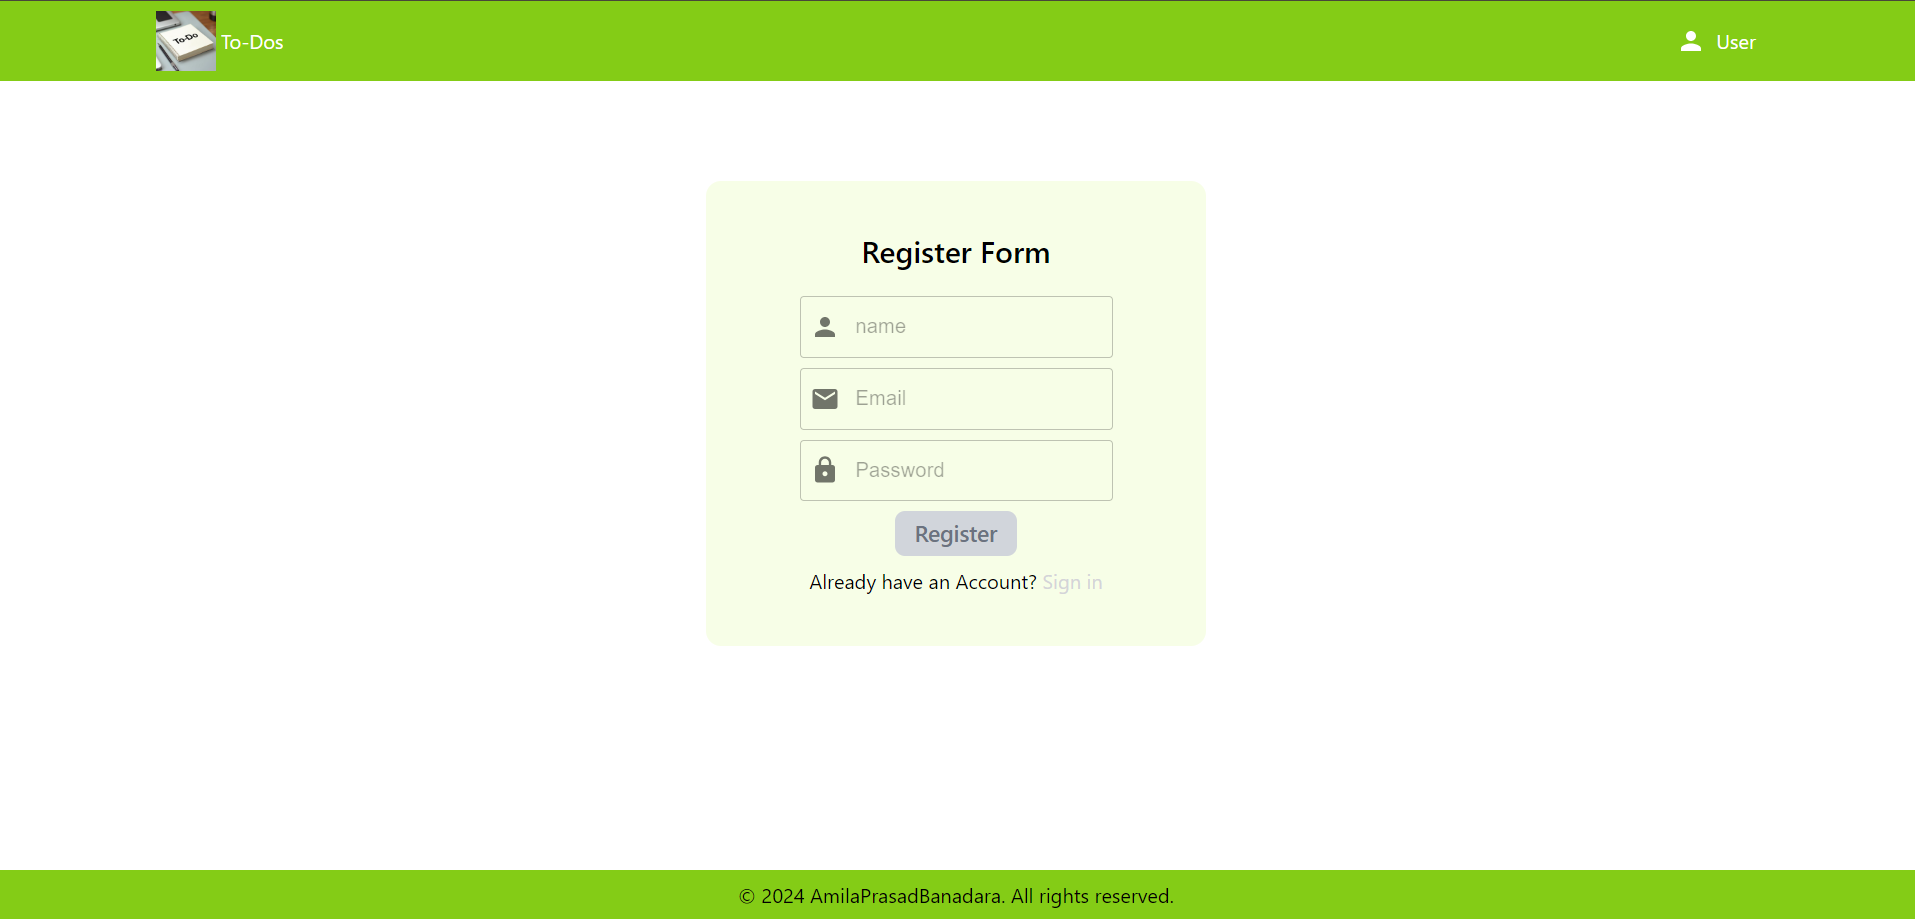 To-Do
To-Dos
User
Register Form
name
Email
Password
Register
Already have an Account? Sign in
© 2024 AmilaPrasadBanadara. All rights reserved.